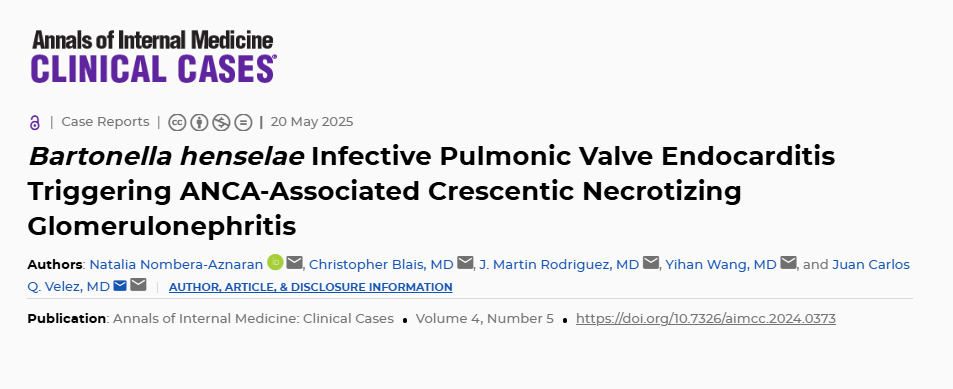 Annals of Internal Medicine
CLINICAL CASES®
| Case Reports | cc | 20 May 2025
Bartonella henselae Infective Pulmonic Valve Endocarditis
Triggering ANCA-Associated Crescentic Necrotizing
Glomerulonephritis
Authors: Natalia Nombera-Aznaran iD, Christopher Blais, MD, J. Martin Rodriguez, MD, Yihan Wang, MD, and Juan Carlos
Q. Velez, MD | AUTHOR, ARTICLE, & DISCLOSURE INFORMATION
Publication: Annals of Internal Medicine: Clinical Cases • Volume 4, Number 5 • https://doi.org/10.7326/aimcc.2024.0373